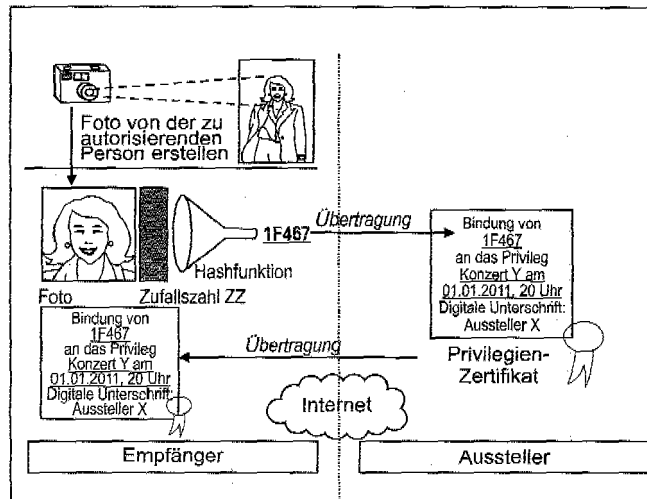 Foto von der zu
autorisierenden
Person erstellen
1F467
Übertragung
Hashfunktion
Foto
Zufallszahl ZZ
Bindung von
1F467
an das Privileg
Konzert Y am
01.01.2011, 20 Uhr
Digitale Unterschrift:
Aussteller X
Privilegien-
Zertifikat
Bindung von
1F467
an das Privileg
Konzert Y am
01.01.2011, 20 Uhr
Digitale Unterschrift:
Aussteller X
Übertragung
Internet
Empfänger
Aussteller